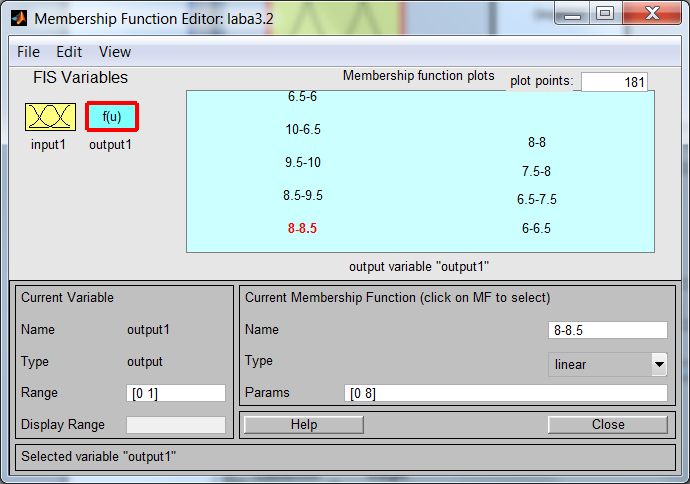 Membership Function Editor: laba3.2
File Edit View
FIS Variables
Membership function plots
plot points: 181
f(u)
input1 output1
6.5-6
10-6.5
9.5-10
8.5-9.5
8-8.5
8-8
7.5-8
6.5-7.5
6-6.5
output variable "output1"
Current Variable
Name output1
Type output
Range [0 1]
Display Range
Current Membership Function (click on MF to select)
Name 8-8.5
Type linear
Params [0 8]
Help Close
Selected variable "output1"